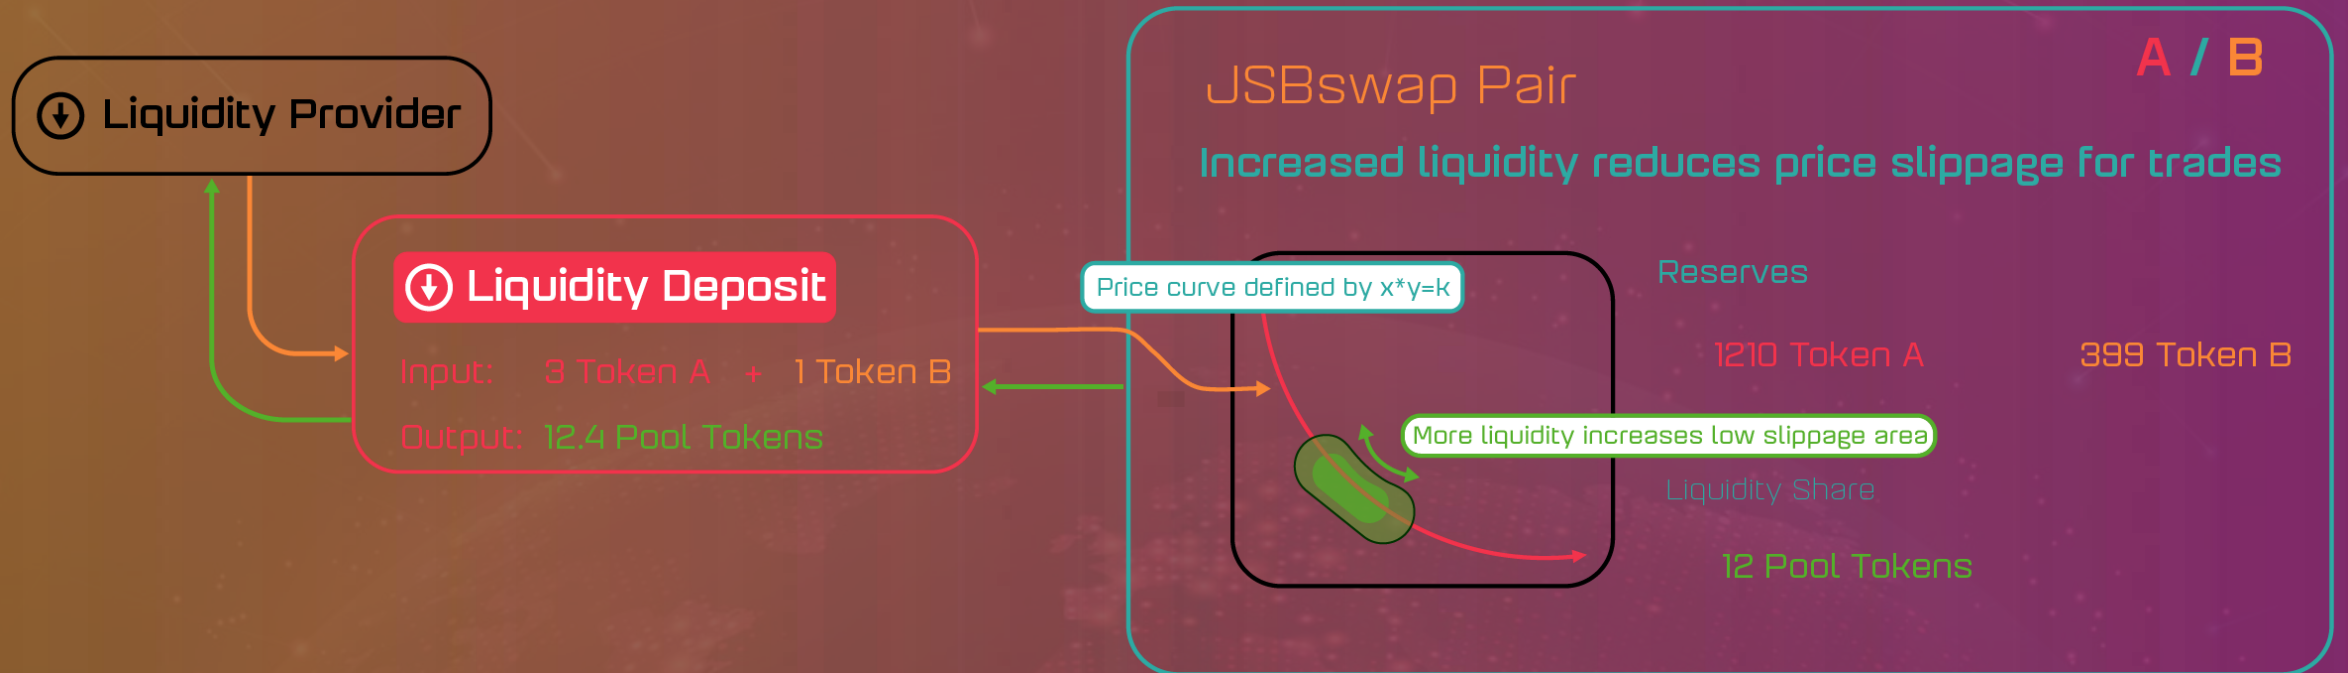 Liquidity Provider
Liquidity Deposit
Input: 3 Token A + 1 Token B
Output: 12.4 Pool Tokens
A / B
JSBswap Pair
Increased liquidity reduces price slippage for trades
Price curve defined by x*y=k
Reserves
1210 Token A 399 Token B
More liquidity increases low slippage area
Liquidity Share
12 Pool Tokens